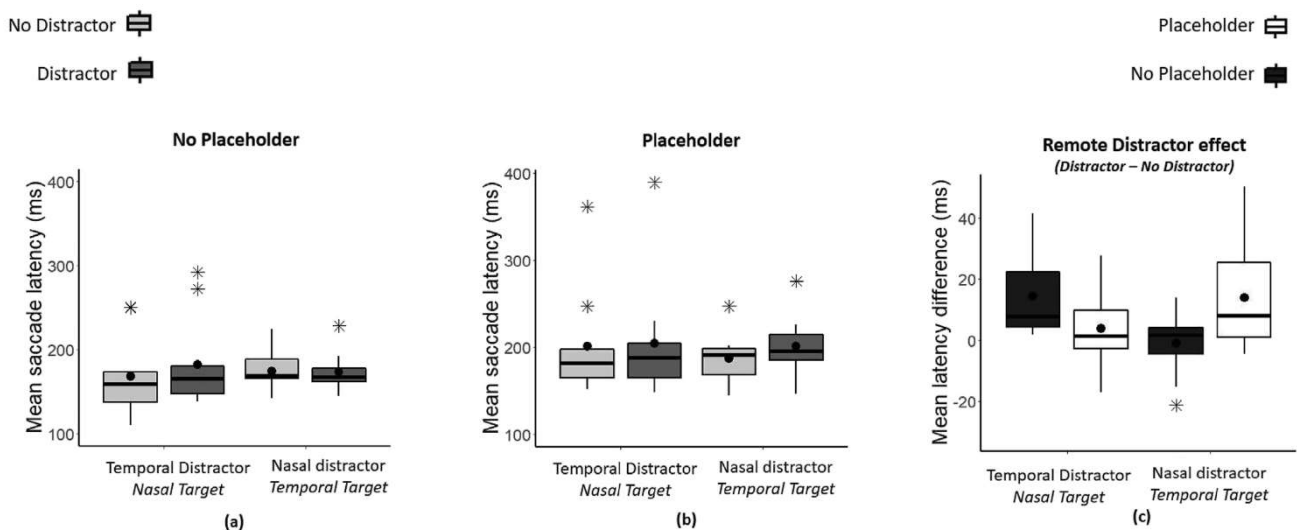 No Distractor
Distractor
Placeholder
No Placeholder
No Placeholder
Mean saccade latency (ms)
400
300
200
100
Temporal Distractor
Nasal Target
Nasal distractor
Temporal Target
(a)
Placeholder
Mean saccade latency (ms)
400
300
200
100
Temporal Distractor
Nasal Target
Nasal distractor
Temporal Target
(b)
Remote Distractor effect
(Distractor – No Distractor)
Mean latency difference (ms)
40
20
0
-20
Temporal Distractor
Nasal Target
Nasal distractor
Temporal Target
(c)